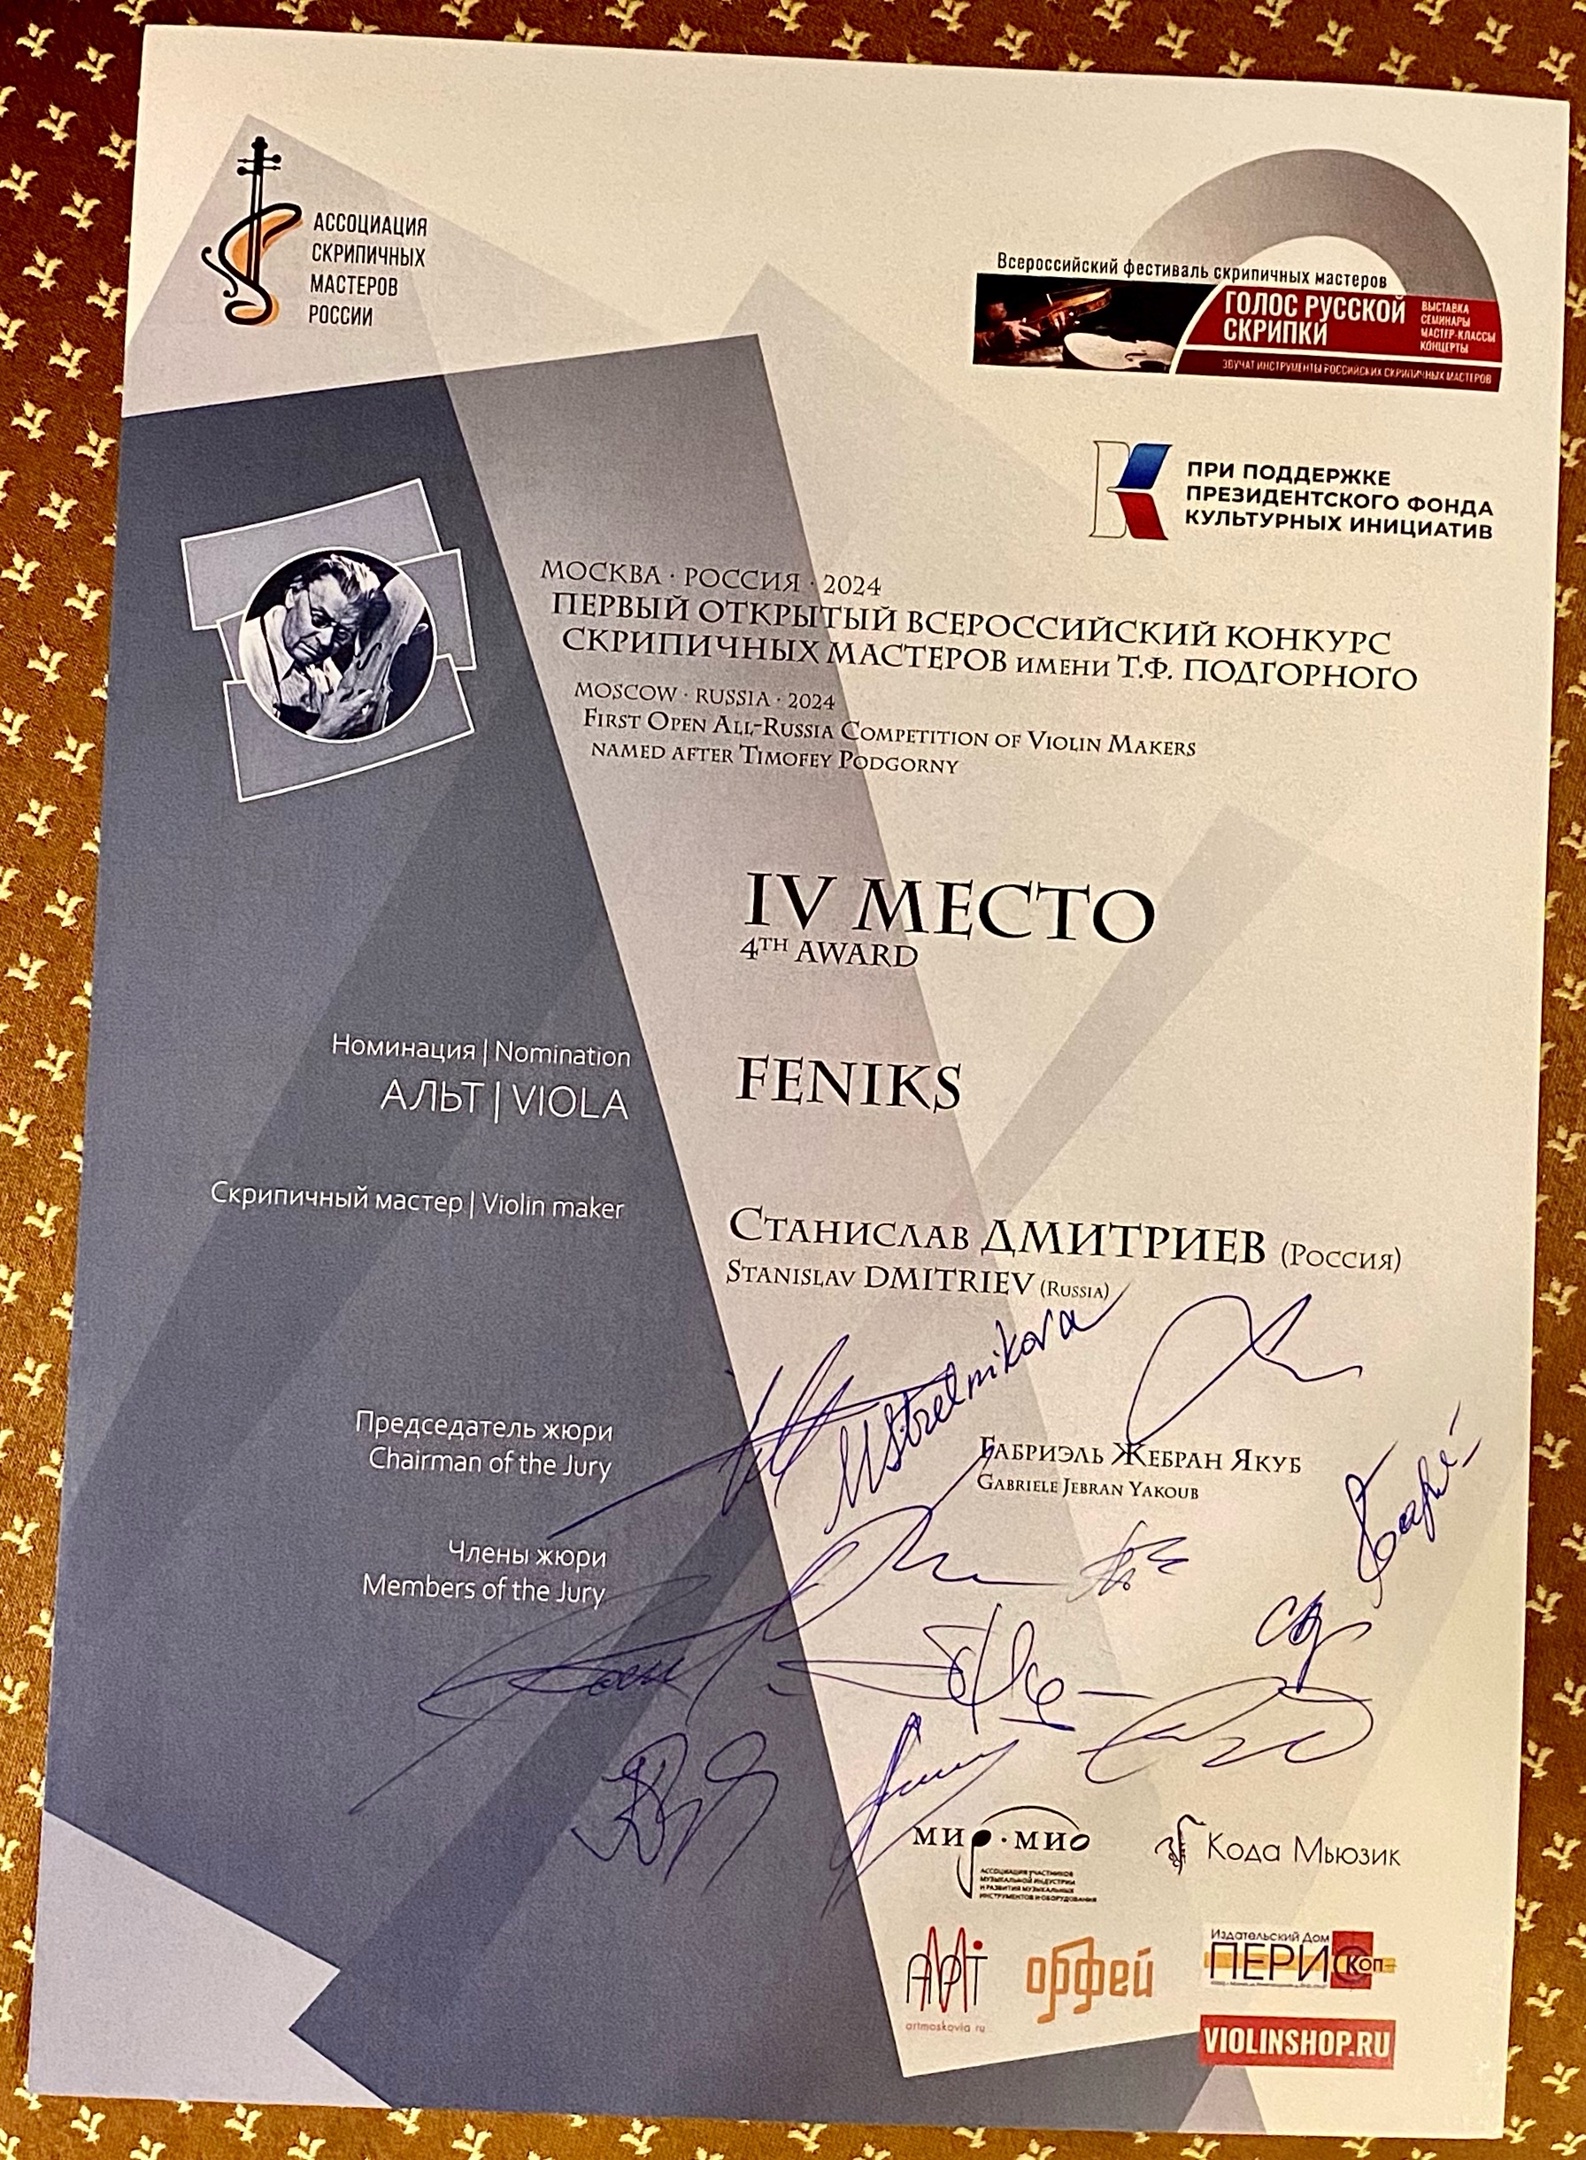 АССОЦИАЦИЯ
СКРИПИЧНЫХ
МАСТЕРОВ
РОССИИ
Всероссийский фестиваль скрипичных мастеров
ГОЛОС РУССКОЙ
СКРИПКИ
ВЫСТАВКА
СЕМИНАРЫ
МАСТЕР-КЛАССЫ
КОНЦЕРТЫ
ЗВУЧАТ ИНСТРУМЕНТЫ РОССИЙСКИХ СКРИПИЧНЫХ МАСТЕРОВ
ПРИ ПОДДЕРЖКЕ
ПРЕЗИДЕНТСКОГО ФОНДА
КУЛЬТУРНЫХ ИНИЦИАТИВ
МОСКВА · РОССИЯ · 2024
ПЕРВЫЙ ОТКРЫТЫЙ ВСЕРОССИЙСКИЙ КОНКУРС
СКРИПИЧНЫХ МАСТЕРОВ ИМЕНИ Т.Ф. ПОДГОРНОГО
MOSCOW · RUSSIA · 2024
FIRST OPEN ALL-RUSSIA COMPETITION OF VIOLIN MAKERS
NAMED AFTER TIMOFEY PODGORNY
IV МЕСТО
4TH AWARD
Номинация | Nomination
АЛЬТ | VIOLA
FENIKS
Скрипичный мастер | Violin maker
СТАНИСЛАВ ДМИТРИЕВ (РОССИЯ)
STANISLAV DMITRIEV (RUSSIA)
MStrelnikova
Председатель жюри
Chairman of the Jury
ГАБРИЭЛЬ ЖЕБРАН ЯКУБ
GABRIELE JEBRAN YAKOUB
Члены жюри
Members of the Jury
МИР · МИО
АССОЦИАЦИЯ УЧАСТНИКОВ
МУЗЫКАЛЬНОЙ ИНДУСТРИИ
И РАЗВИТИЯ МУЗЫКАЛЬНЫХ
ИНСТРУМЕНТОВ И ОБОРУДОВАНИЯ
Кода Мьюзик
АРТ
artmoskovia ru
орфей
Издательский Дом
ПЕРИСКОП
VIOLINSHOP.RU